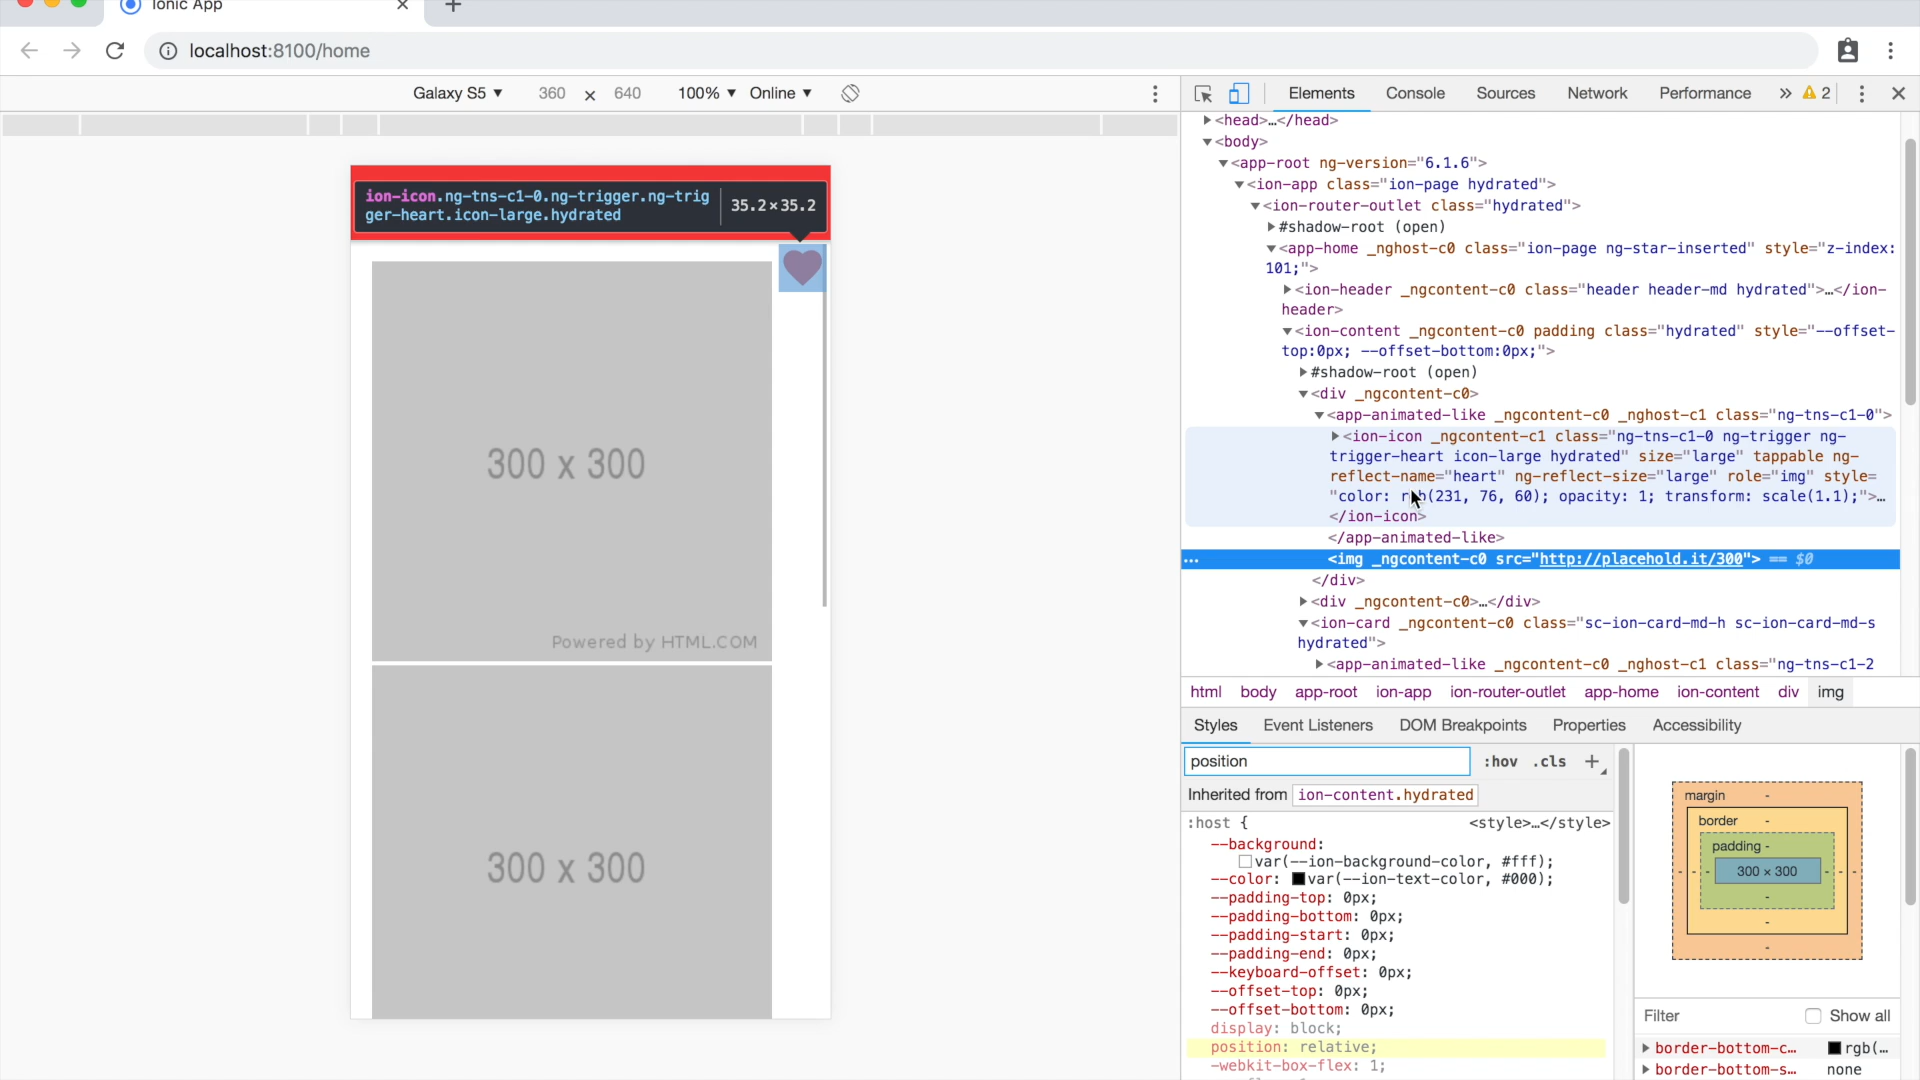 Ionic App
localhost:8100/home
Galaxy S5 ▼ 360 × 640 100% ▼ Online ▼
Elements Console Sources Network Performance » 2
ion-icon.ng-tns-c1-0.ng-trigger.ng-trig
ger-heart.icon-large.hydrated
35.2×35.2
300 x 300
Powered by HTML.COM
300 x 300
<head>…</head>
<body>
<app-root ng-version="6.1.6">
<ion-app class="ion-page hydrated">
<ion-router-outlet class="hydrated">
#shadow-root (open)
<app-home _nghost-c0 class="ion-page ng-star-inserted" style="z-index:
101;">
<ion-header _ngcontent-c0 class="header header-md hydrated">…</ion-
header>
<ion-content _ngcontent-c0 padding class="hydrated" style="--offset-
top:0px; --offset-bottom:0px;">
#shadow-root (open)
<div _ngcontent-c0>
<app-animated-like _ngcontent-c0 _nghost-c1 class="ng-tns-c1-0">
<ion-icon _ngcontent-c1 class="ng-tns-c1-0 ng-trigger ng-
trigger-heart icon-large hydrated" size="large" tappable ng-
reflect-name="heart" ng-reflect-size="large" role="img" style=
"color: rgb(231, 76, 60); opacity: 1; transform: scale(1.1);">…
</ion-icon>
</app-animated-like>
… <img _ngcontent-c0 src="http://placehold.it/300"> == $0
</div>
<div _ngcontent-c0>…</div>
<ion-card _ngcontent-c0 class="sc-ion-card-md-h sc-ion-card-md-s
hydrated">
<app-animated-like _ngcontent-c0 _nghost-c1 class="ng-tns-c1-2
html body app-root ion-app ion-router-outlet app-home ion-content div img
Styles Event Listeners DOM Breakpoints Properties Accessibility
position :hov .cls +
Inherited from ion-content.hydrated
:host { <style>…</style>
--background:
var(--ion-background-color, #fff);
--color: var(--ion-text-color, #000);
--padding-top: 0px;
--padding-bottom: 0px;
--padding-start: 0px;
--padding-end: 0px;
--keyboard-offset: 0px;
--offset-top: 0px;
--offset-bottom: 0px;
display: block;
position: relative;
-webkit-box-flex: 1;
margin -
border -
padding -
300 × 300
Filter Show all
border-bottom-c… rgb(…
border-bottom-s… none